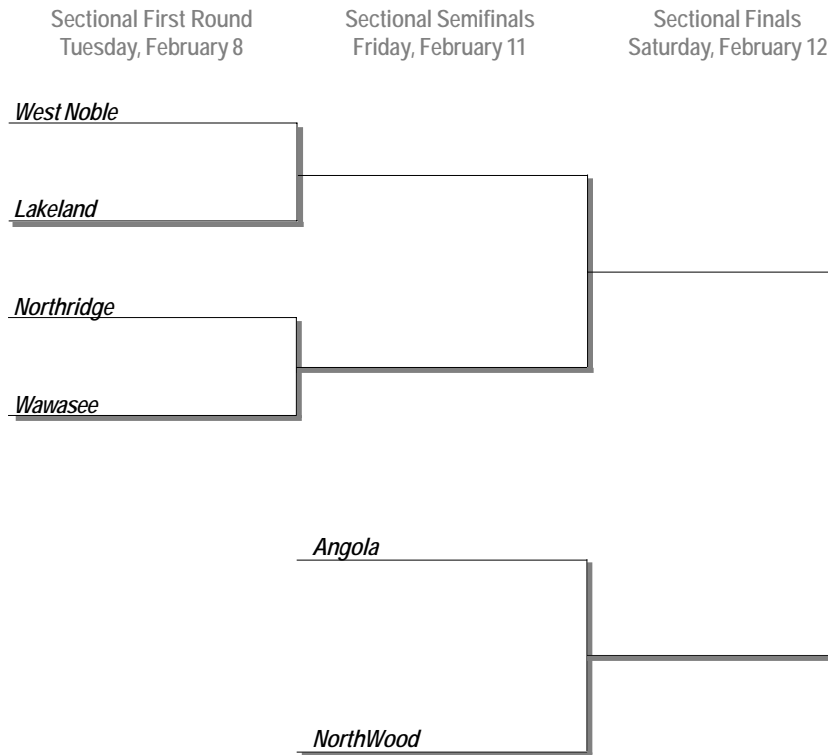 Sectional First Round
Tuesday, February 8
Sectional Semifinals
Friday, February 11
Sectional Finals
Saturday, February 12
West Noble
Lakeland
Northridge
Wawasee
Angola
NorthWood